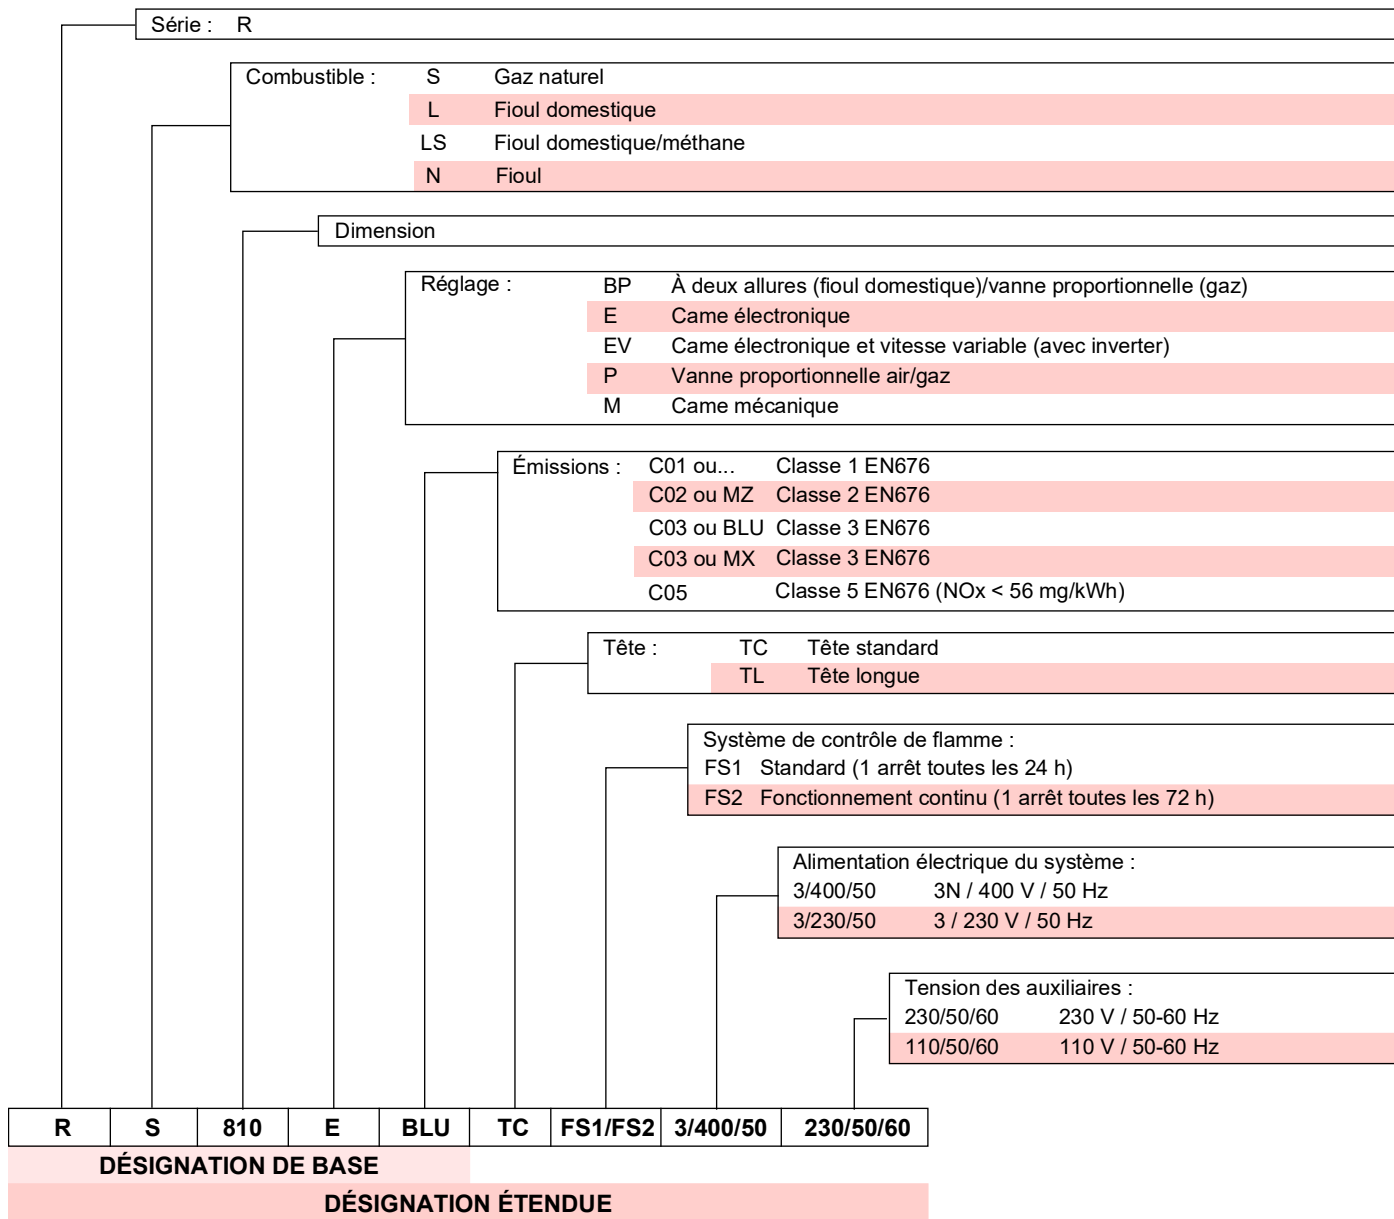 Série : R
Combustible : S Gaz naturel
L Fioul domestique
LS Fioul domestique/méthane
N Fioul
Dimension
Réglage : BP À deux allures (fioul domestique)/vanne proportionnelle (gaz)
E Came électronique
EV Came électronique et vitesse variable (avec inverter)
P Vanne proportionnelle air/gaz
M Came mécanique
Émissions : C01 ou... Classe 1 EN676
C02 ou MZ Classe 2 EN676
C03 ou BLU Classe 3 EN676
C03 ou MX Classe 3 EN676
C05 Classe 5 EN676 (NOx < 56 mg/kWh)
Tête : TC Tête standard
TL Tête longue
Système de contrôle de flamme :
FS1 Standard (1 arrêt toutes les 24 h)
FS2 Fonctionnement continu (1 arrêt toutes les 72 h)
Alimentation électrique du système :
3/400/50 3N / 400 V / 50 Hz
3/230/50 3 / 230 V / 50 Hz
Tension des auxiliaires :
230/50/60 230 V / 50-60 Hz
110/50/60 110 V / 50-60 Hz
R S 810 E BLU TC FS1/FS2 3/400/50 230/50/60
DÉSIGNATION DE BASE
DÉSIGNATION ÉTENDUE